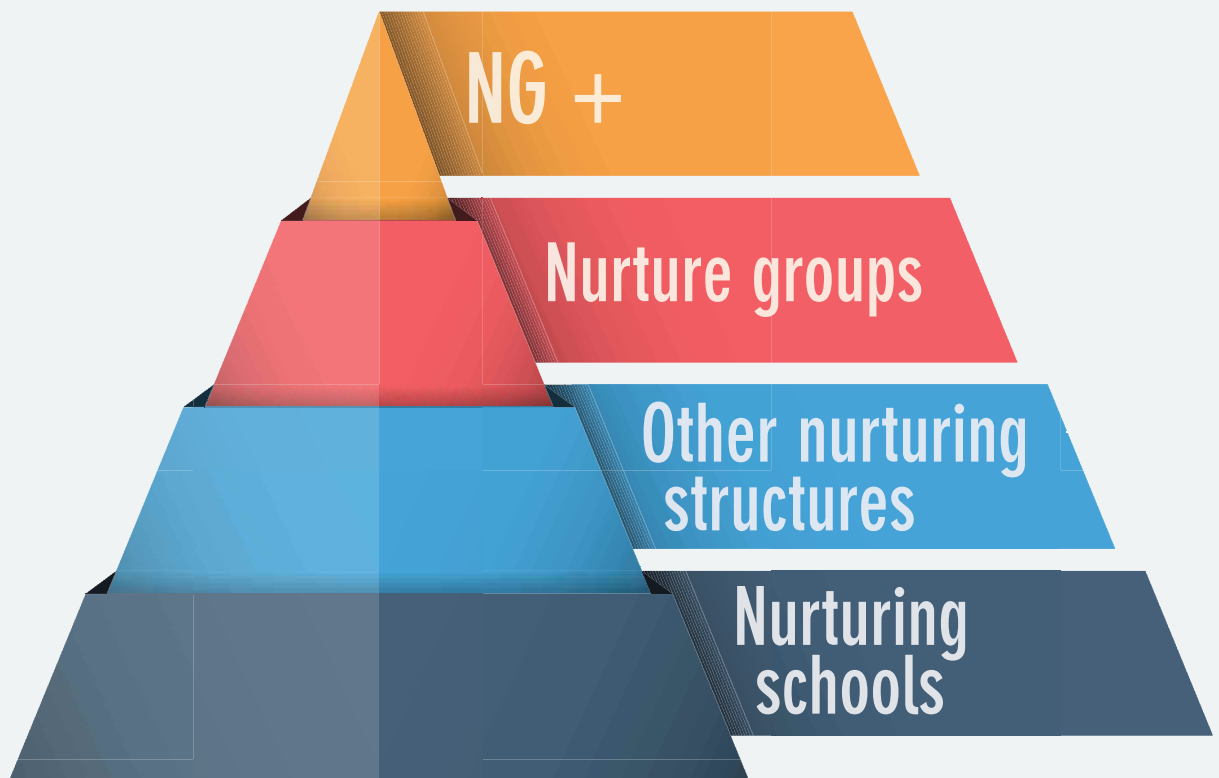 NG +
Nurture groups
Other nurturing
structures
Nurturing
schools